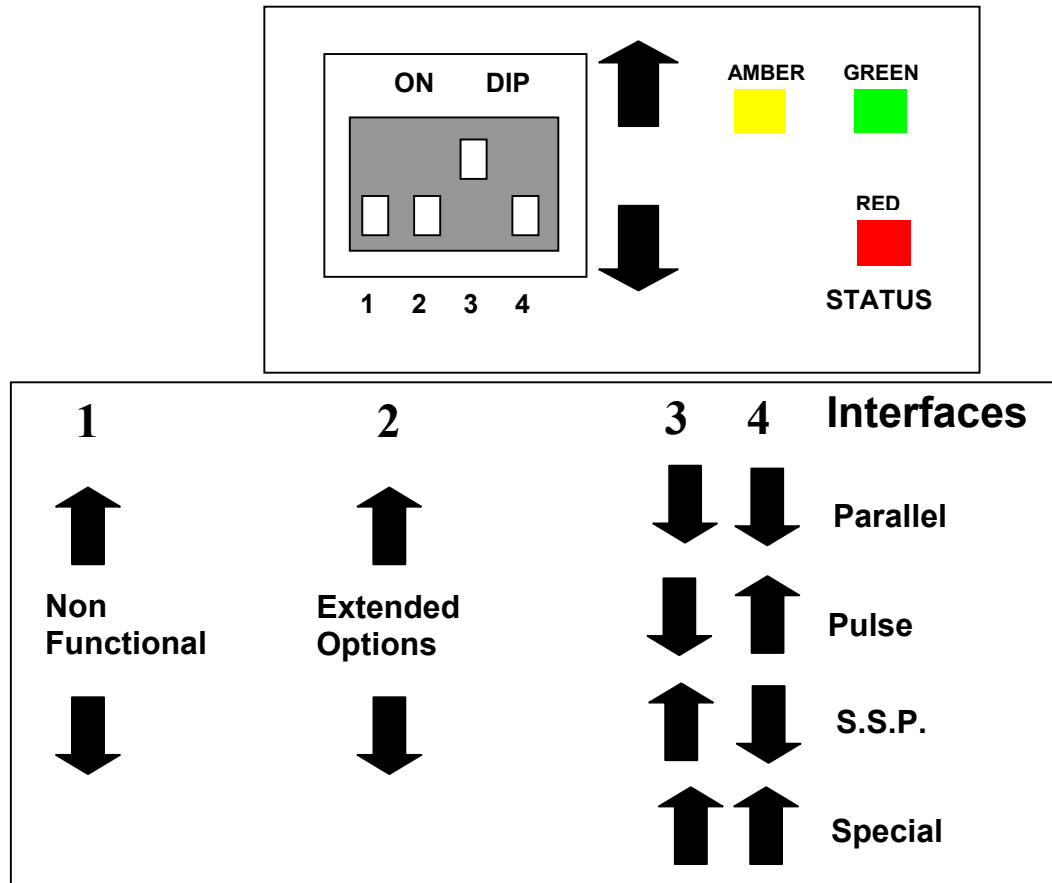 ON DIP
AMBER GREEN
RED
STATUS
1 2 3 4
1 2 3 4 Interfaces
Parallel
Non
Functional
Extended
Options
Pulse
S.S.P.
Special